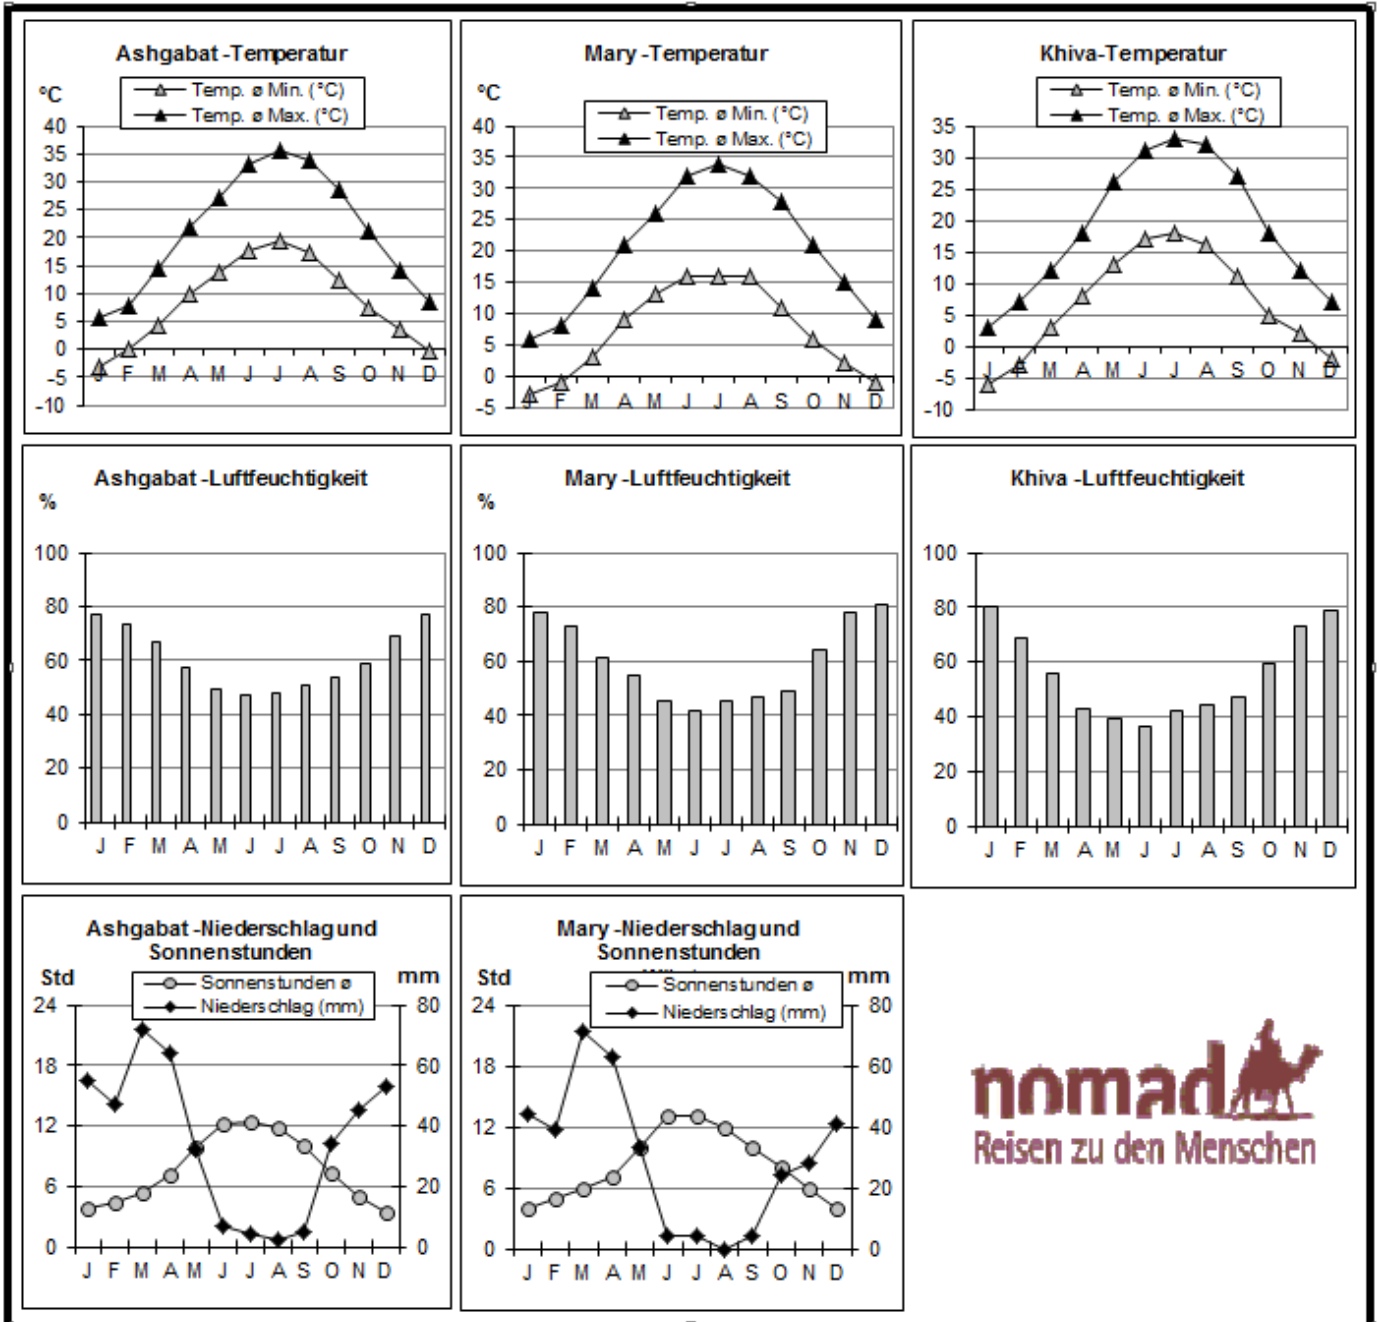 Ashgabat -Temperatur
°C
Temp. ø Min. (°C)
Temp. ø Max. (°C)
40
35
30
25
20
15
10
5
0
-5
-10
J F M A M J J A S O N D
Mary -Temperatur
°C
Temp. ø Min. (°C)
Temp. ø Max. (°C)
40
35
30
25
20
15
10
5
0
-5
J F M A M J J A S O N D
Khiva-Temperatur
Temp. ø Min. (°C)
Temp. ø Max. (°C)
35
30
25
20
15
10
5
0
-5
-10
J F M A M J J A S O N D
Ashgabat -Luftfeuchtigkeit
%
100
80
60
40
20
0
J F M A M J J A S O N D
Mary -Luftfeuchtigkeit
%
100
80
60
40
20
0
J F M A M J J A S O N D
Khiva -Luftfeuchtigkeit
100
80
60
40
20
0
J F M A M J J A S O N D
Ashgabat -Niederschlag und
Sonnenstunden
Std mm
Sonnenstunden ø
Niederschlag (mm)
24 80
18 60
12 40
6 20
0 0
J F M A M J J A S O N D
Mary -Niederschlag und
Sonnenstunden
Std mm
Sonnenstunden ø
Niederschlag (mm)
24 80
18 60
12 40
6 20
0 0
J F M A M J J A S O N D
nomad
Reisen zu den Menschen